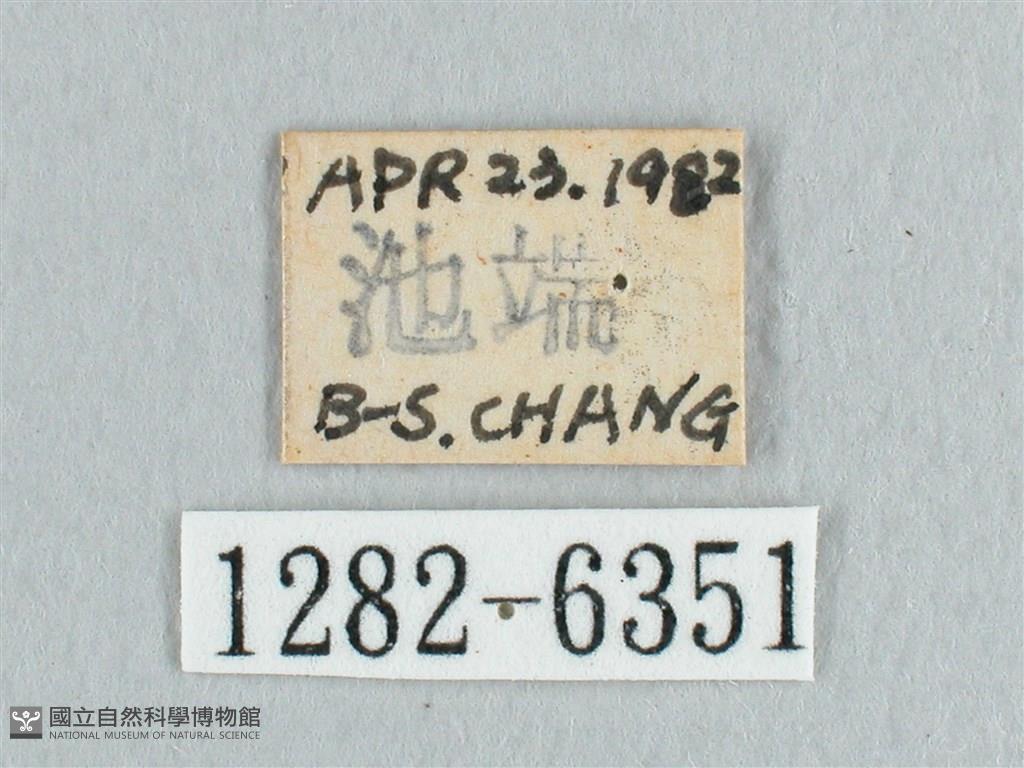 APR 23. 1982
池端
B-S. CHANG
1282-6351
國立自然科學博物館
NATIONAL MUSEUM OF NATURAL SCIENCE